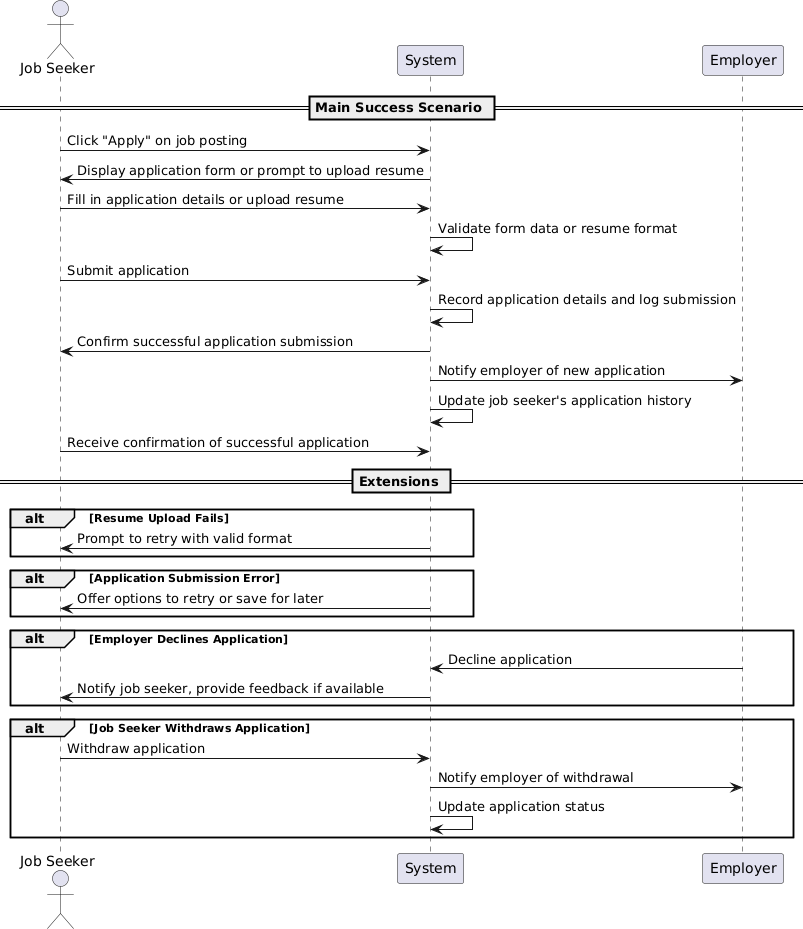 Job Seeker
System
Employer
Main Success Scenario
Click "Apply" on job posting
Display application form or prompt to upload resume
Fill in application details or upload resume
Validate form data or resume format
Submit application
Record application details and log submission
Confirm successful application submission
Notify employer of new application
Update job seeker's application history
Receive confirmation of successful application
Extensions
alt [Resume Upload Fails]
Prompt to retry with valid format
alt [Application Submission Error]
Offer options to retry or save for later
alt [Employer Declines Application]
Decline application
Notify job seeker, provide feedback if available
alt [Job Seeker Withdraws Application]
Withdraw application
Notify employer of withdrawal
Update application status
Job Seeker
System
Employer